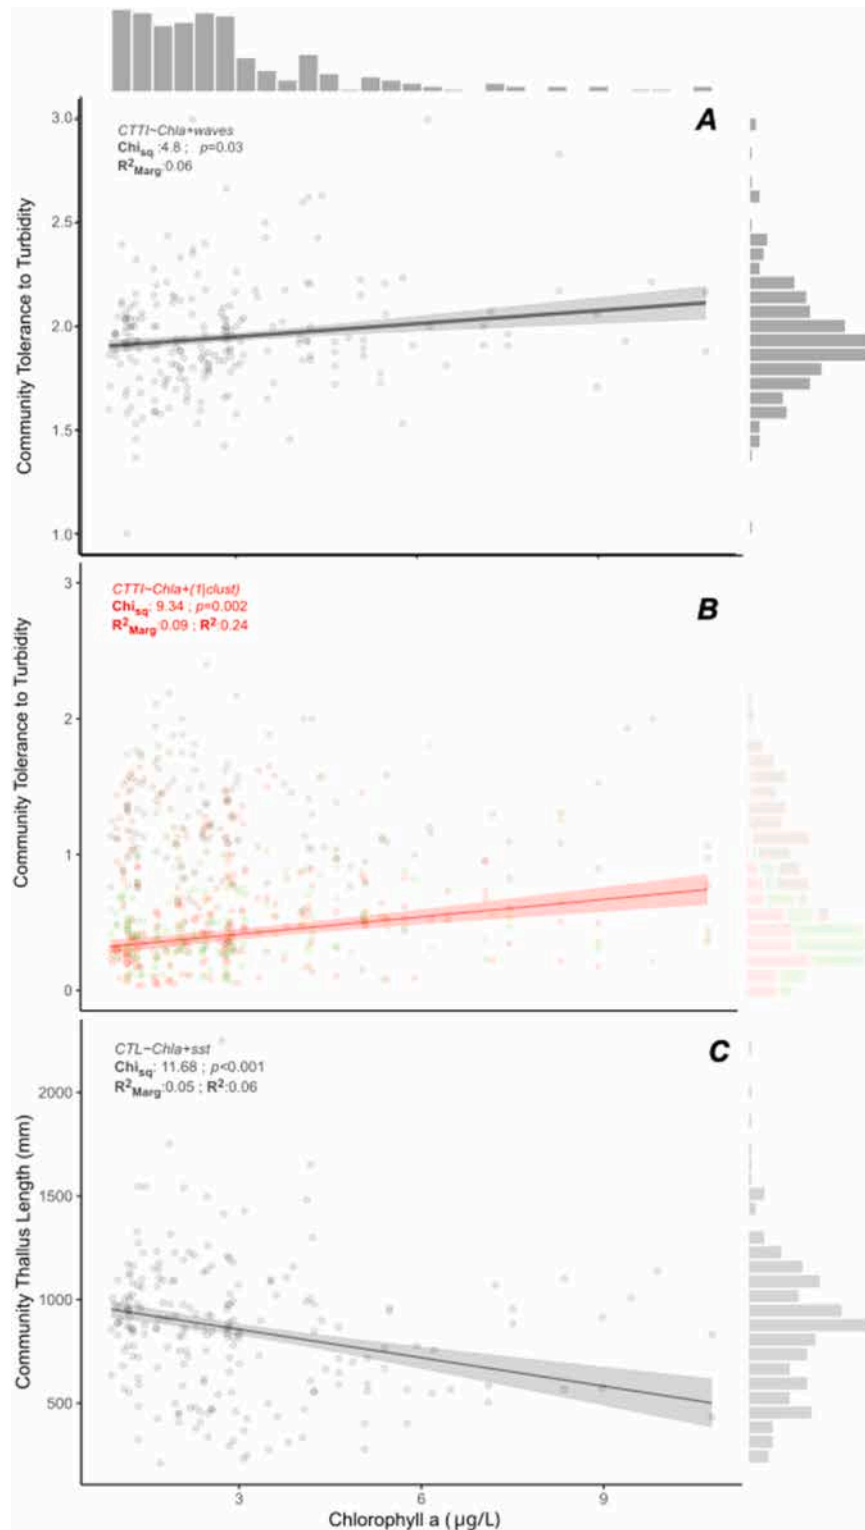 A
CTTI~Chla+waves
Chisq :4.8 ; p=0.03
R²Marg:0.06
Community Tolerance to Turbidity
3.0
2.5
2.0
1.5
1.0
B
CTTI~Chla+(1|clust)
Chisq: 9.34 ; p=0.002
R²Marg:0.09 ; R²:0.24
Community Tolerance to Turbidity
3
2
1
0
C
CTL~Chla+sst
Chisq: 11.68 ; p<0.001
R²Marg:0.05 ; R²:0.06
Community Thallus Length (mm)
2000
1500
1000
500
3 6 9
Chlorophyll a (µg/L)